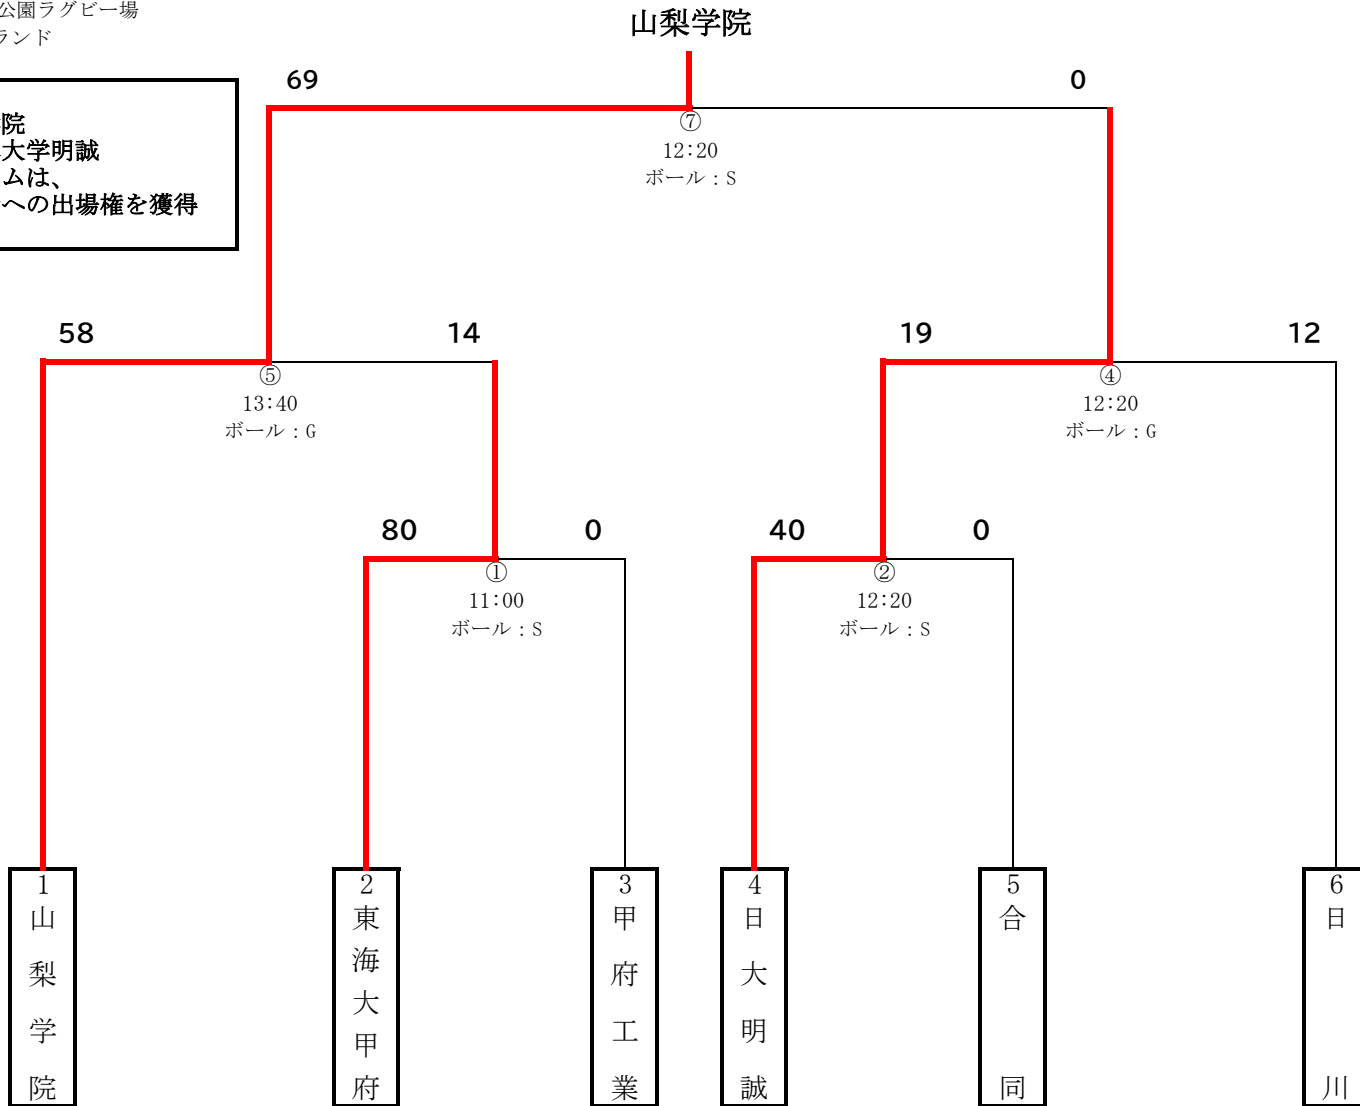 公園ラグビー場
ランド
山梨学院
69
0
院
大学明誠
ムは、
への出場権を獲得
⑦
12:20
ボール：S
58
14
19
12
⑤
13:40
ボール：G
④
12:20
ボール：G
80
0
40
0
①
11:00
ボール：S
②
12:20
ボール：S
1
山梨学院
2
東海大甲府
3
甲府工業
4
日大明誠
5
合同
6
日川